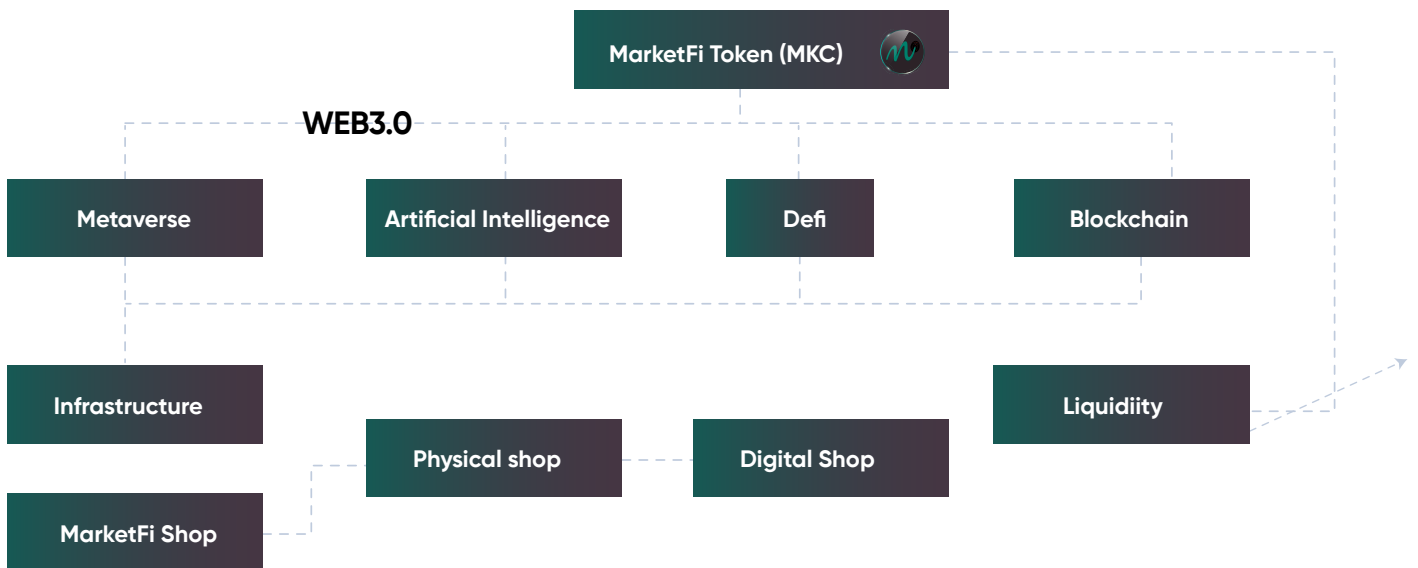 MarketFi Token (MKC)
WEB3.0
Metaverse
Artificial Intelligence
Defi
Blockchain
Infrastructure
Liquidiity
Physical shop
Digital Shop
MarketFi Shop